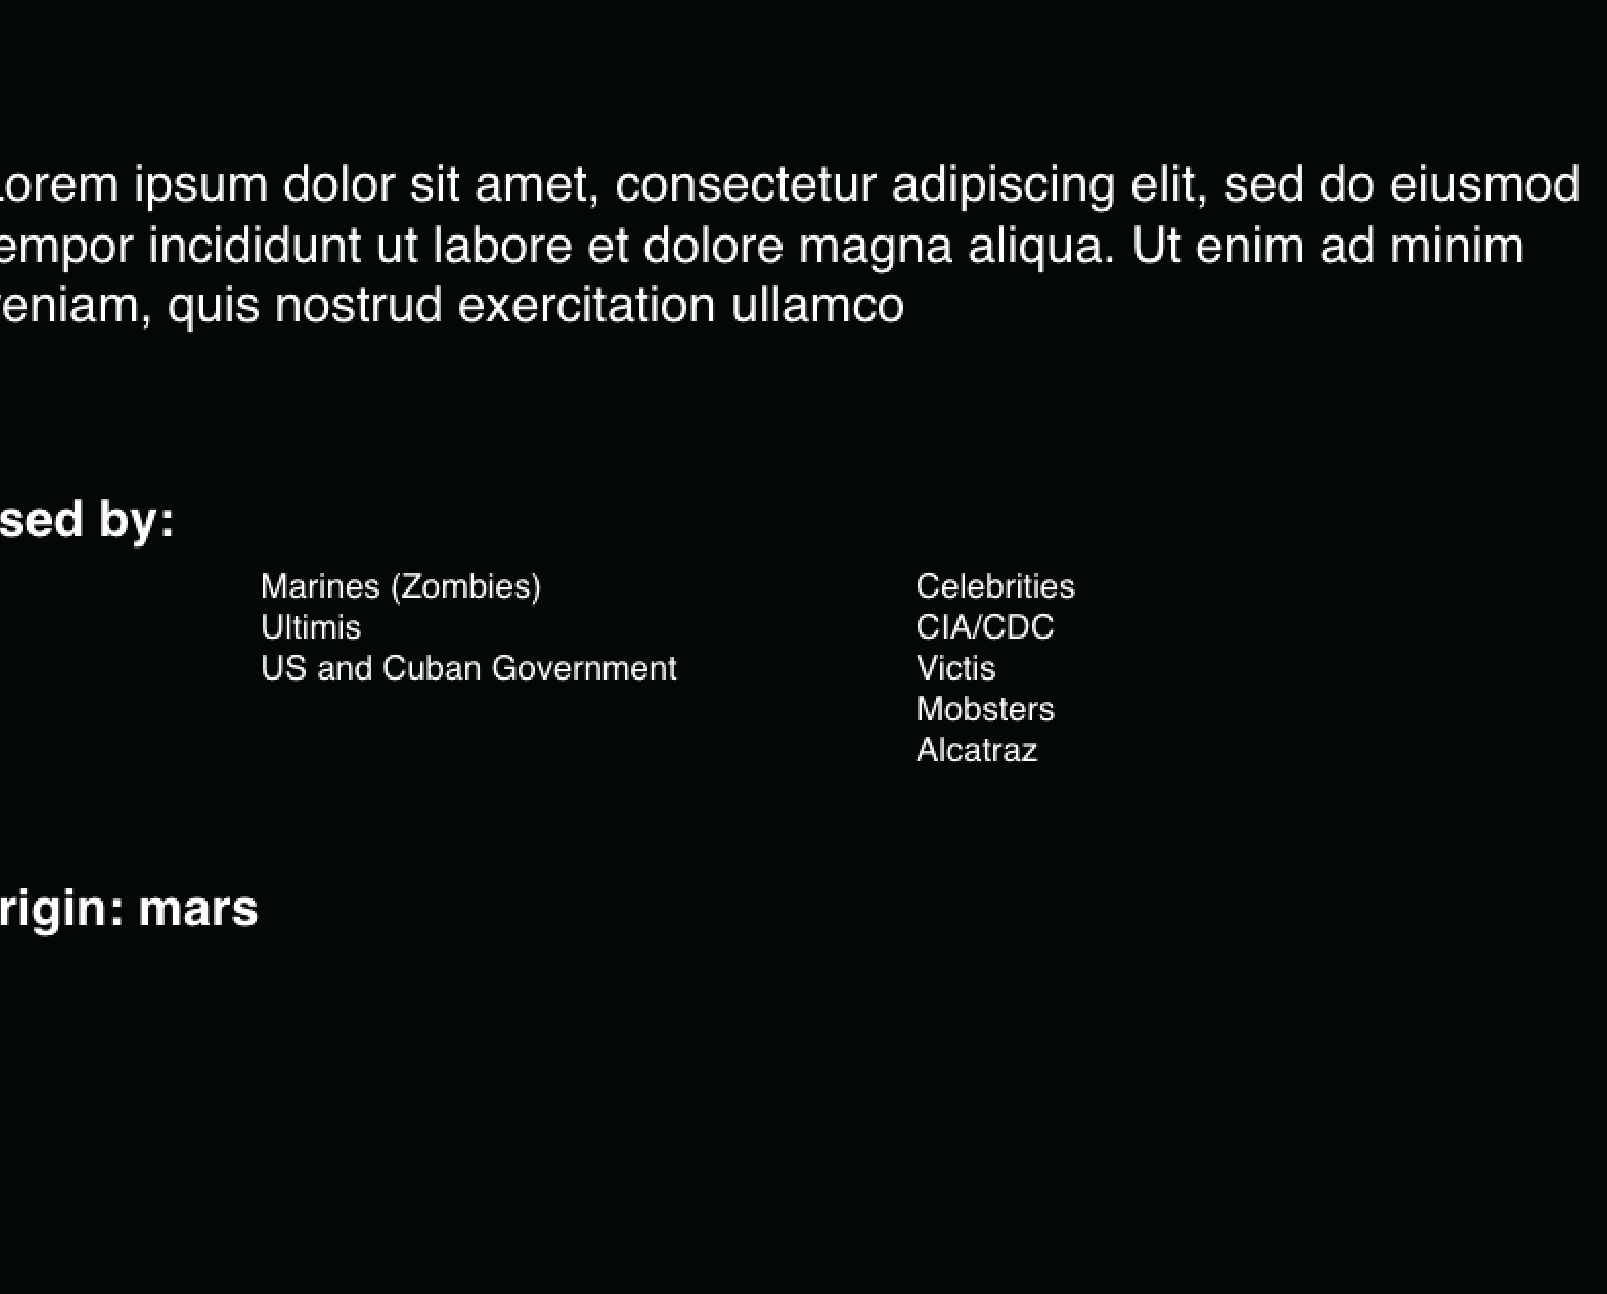 orem ipsum dolor sit amet, consectetur adipiscing elit, sed do eiusmod
empor incididunt ut labore et dolore magna aliqua. Ut enim ad minim
eniam, quis nostrud exercitation ullamco
sed by:
Marines (Zombies)
Ultimis
US and Cuban Government
Celebrities
CIA/CDC
Victis
Mobsters
Alcatraz
rigin: mars